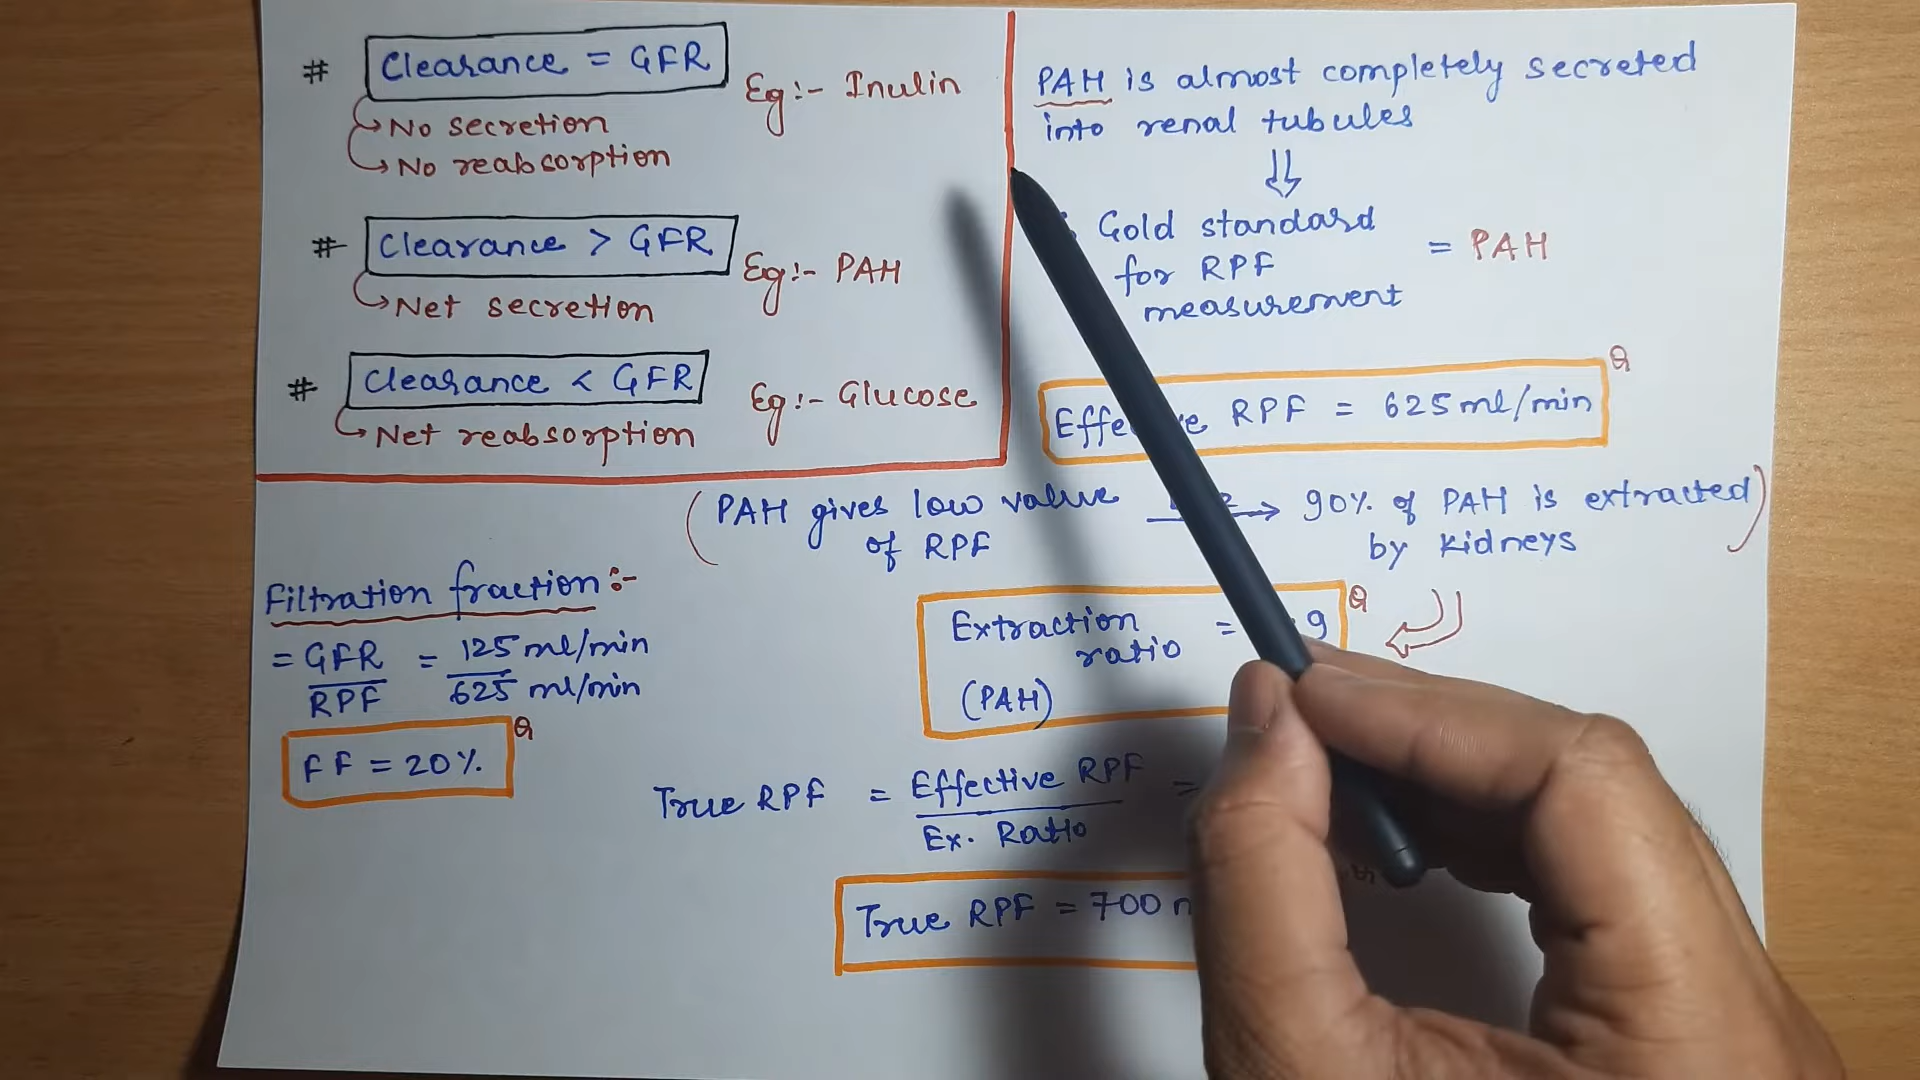 # Clearance = GFR
No secretion
No reabsorption
Eg:- Inulin
# Clearance > GFR
Net secretion
Eg:- PAH
# Clearance < GFR
Net reabsorption
Eg:- Glucose
PAH is almost completely secreted
into renal tubules
Gold standard
for RPF
measurement
= PAH
RPF = 625 ml/min
Q
(PAH gives low value
of RPF
90% of PAH is extracted)
by kidneys
Filtration fraction:-
= GFR / RPF = 125 ml/min / 625 ml/min
FF = 20%
Q
Extraction
ratio
(PAH)
= 9
Q
True RPF = Effective RPF / Ex. Ratio =
True RPF = 700